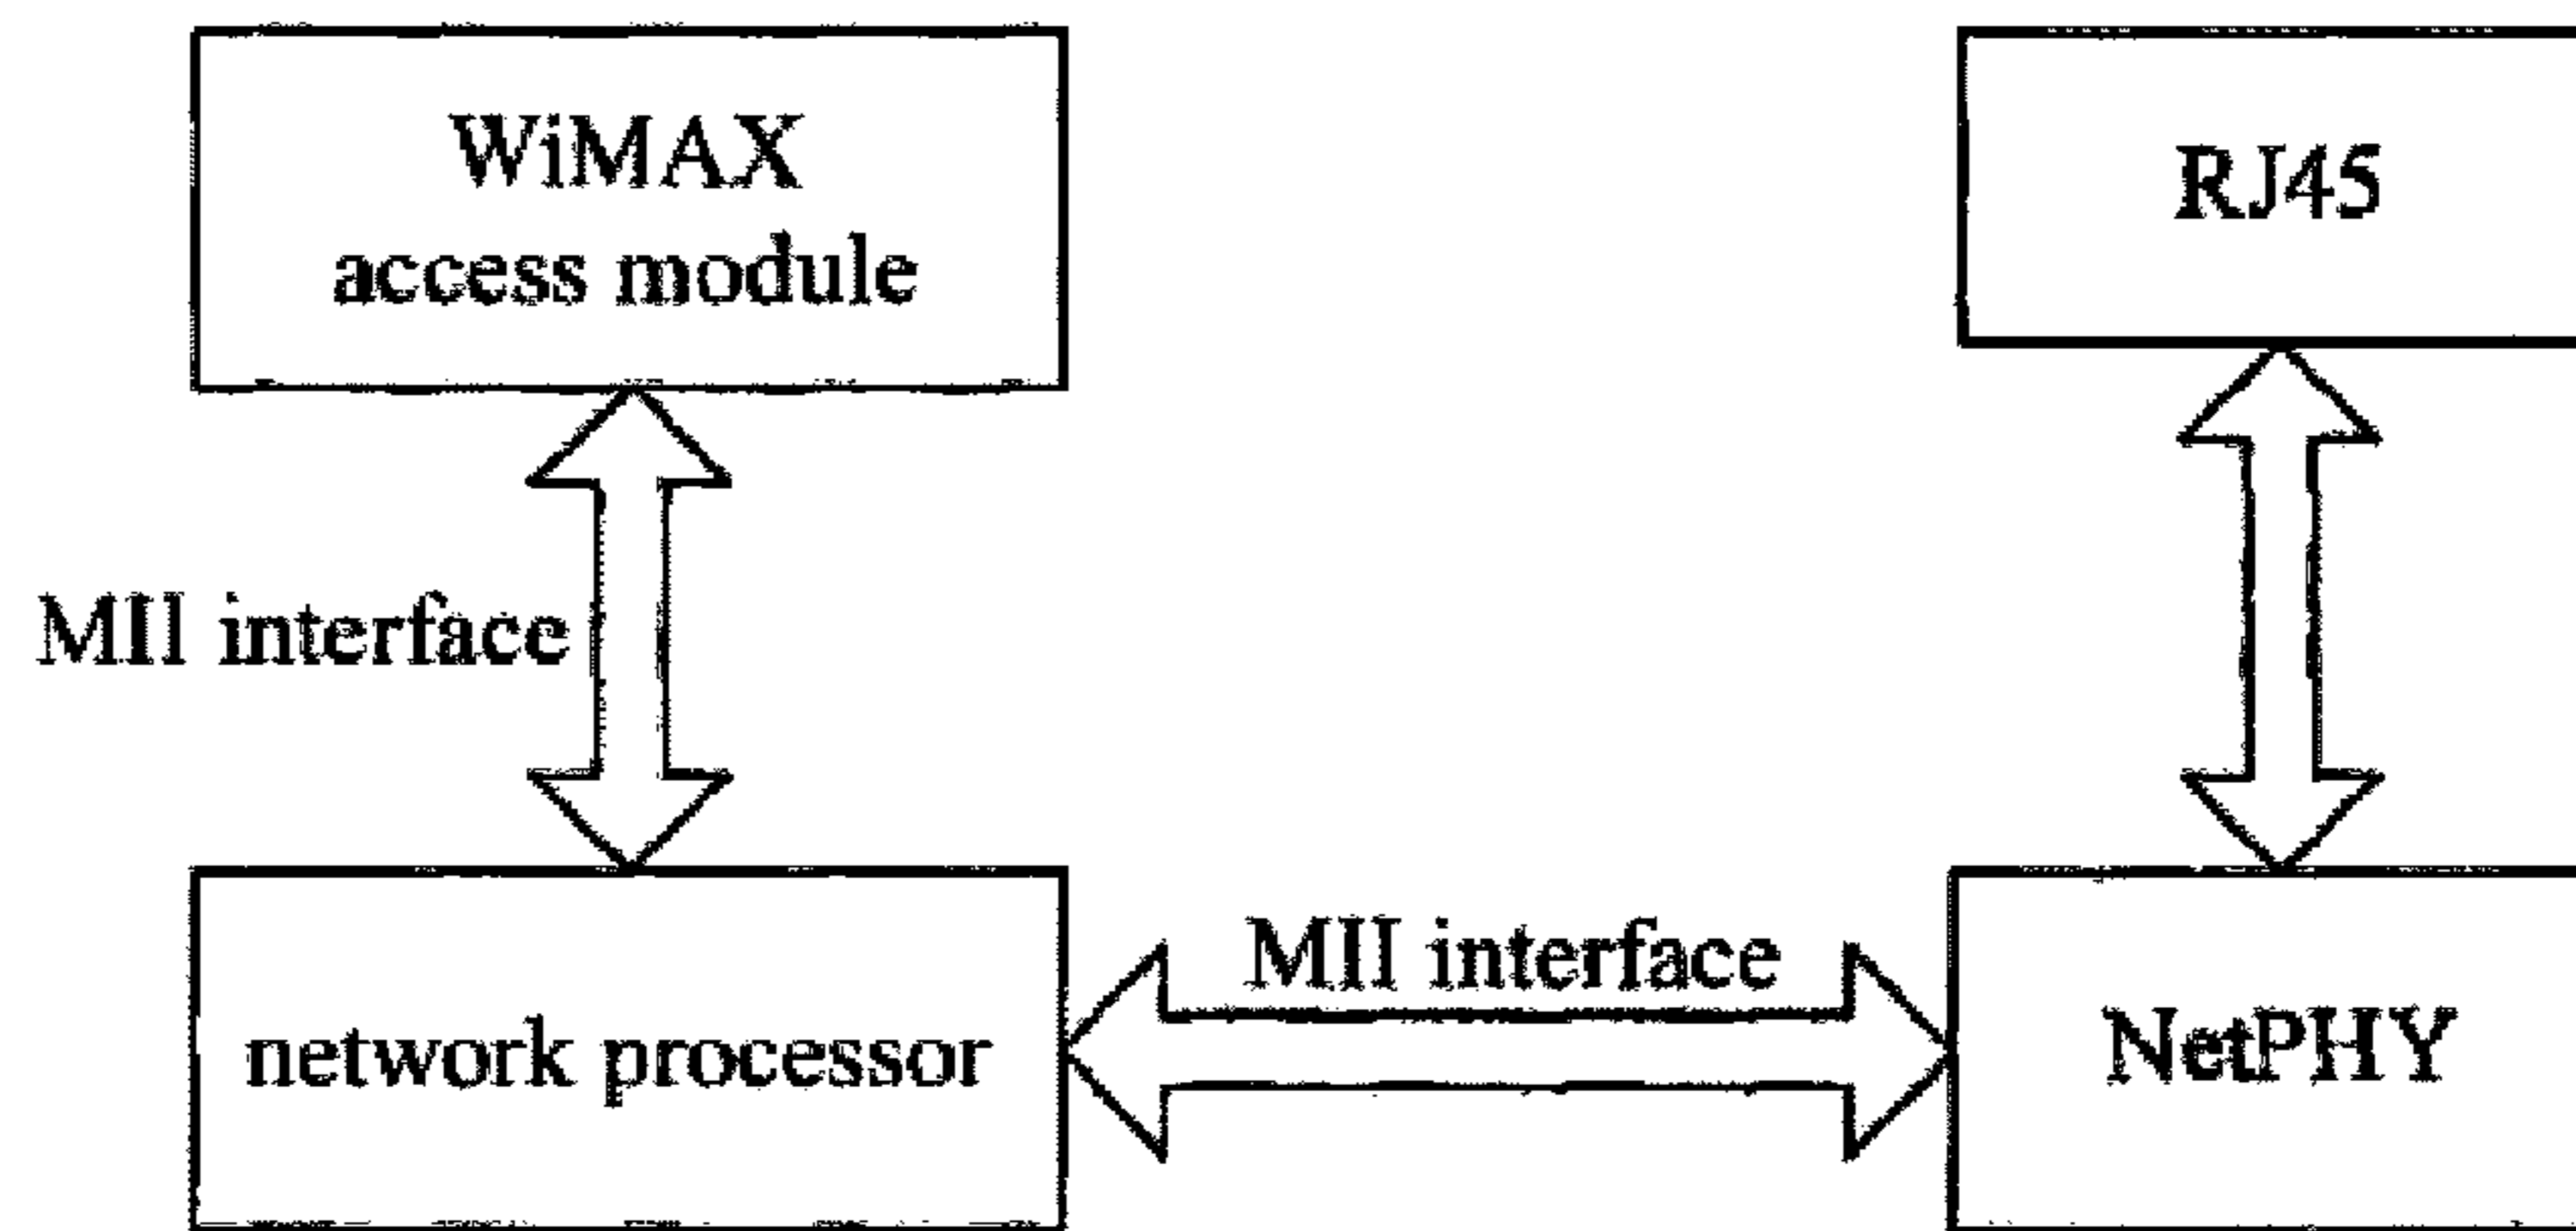 WiMAX
access module
RJ45
MII interface
MII interface
network processor
NetPHY